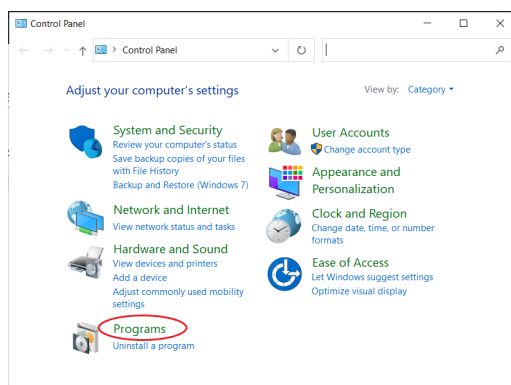 Control Panel
Control Panel
Adjust your computer's settings
View by: Category
System and Security
Review your computer's status
Save backup copies of your files
with File History
Backup and Restore (Windows 7)
Network and Internet
View network status and tasks
Hardware and Sound
View devices and printers
Add a device
Adjust commonly used mobility
settings
Programs
Uninstall a program
User Accounts
Change account type
Appearance and
Personalization
Clock and Region
Change date, time, or number
formats
Ease of Access
Let Windows suggest settings
Optimize visual display